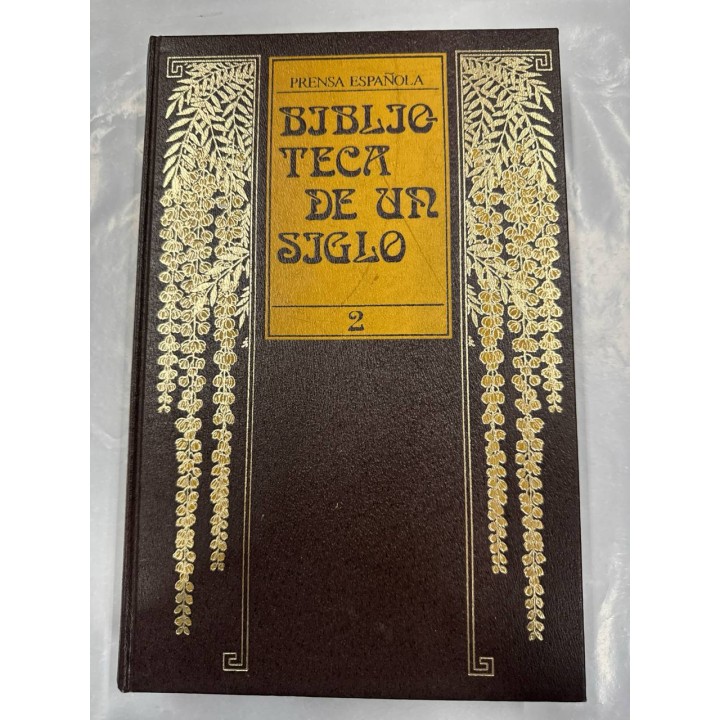 PRENSA ESPAÑOLA
BIBLIO-
TECA
DE UN
SIGLO
2